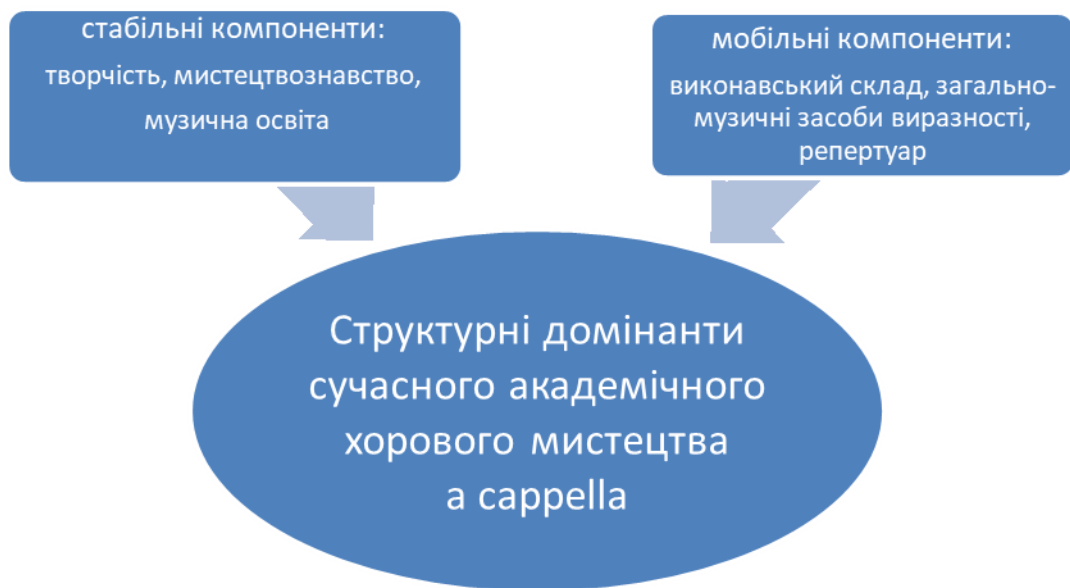 стабільні компоненти:
творчість, мистецтвознавство,
музична освіта
мобільні компоненти:
виконавський склад, загально-
музичні засоби виразності,
репертуар
Структурні домінанти
сучасного академічного
хорового мистецтва
a cappella